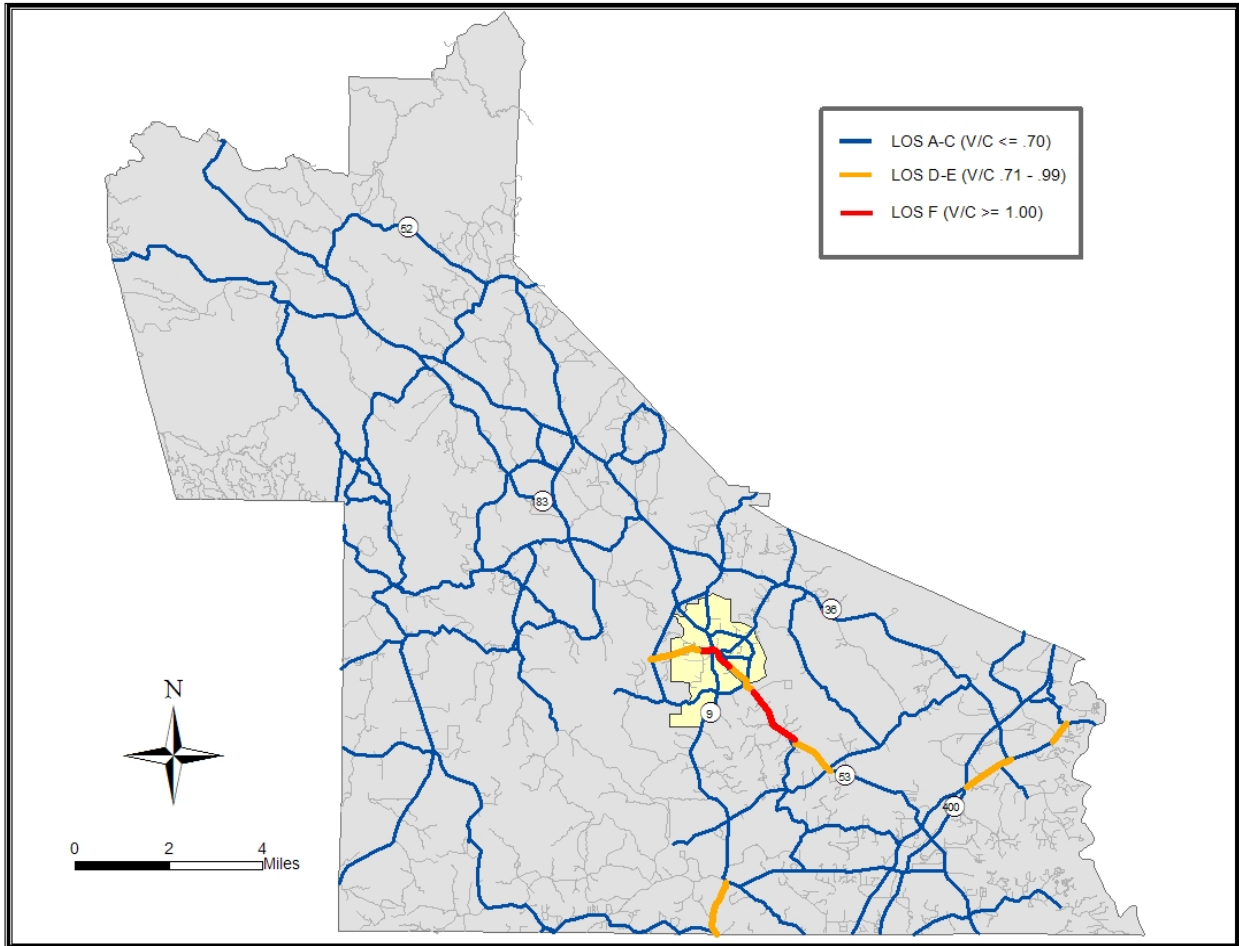 LOS A-C (V/C <= .70)
LOS D-E (V/C .71 - .99)
LOS F (V/C >= 1.00)
52
83
36
9
53
400
N
0 2 4
Miles